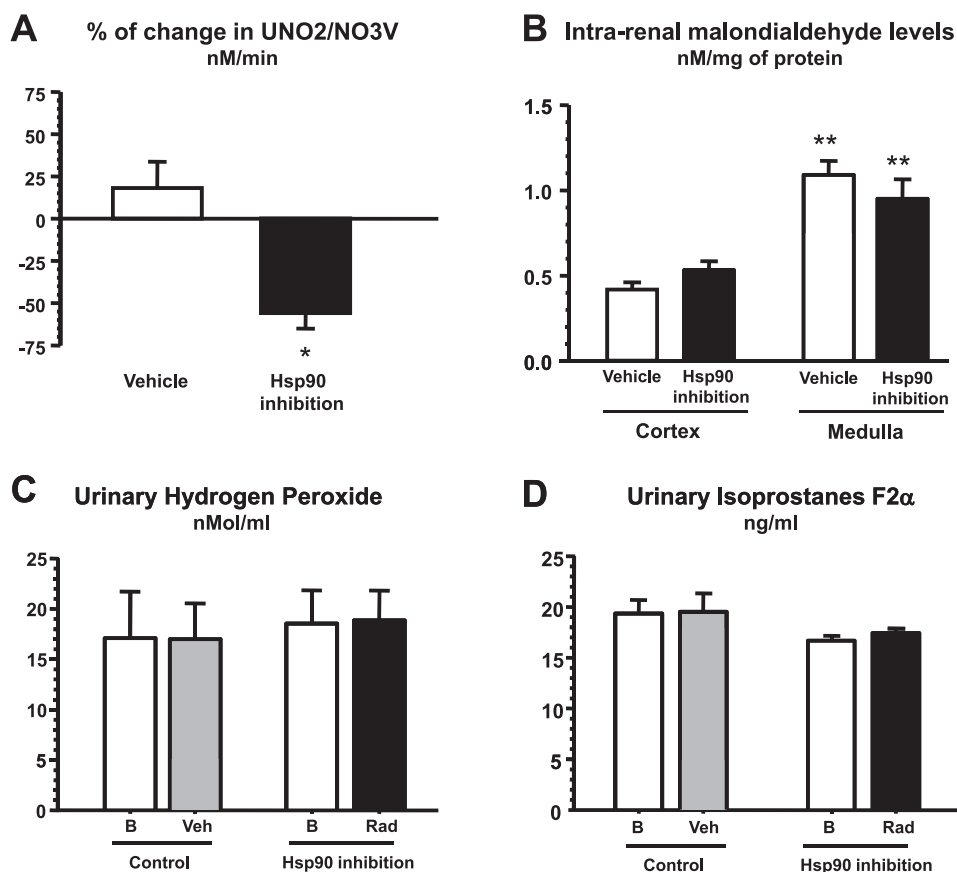 A
% of change in UNO2/NO3V
nM/min
75
50
25
0
-25
-50
-75
*
Vehicle
Hsp90
inhibition
B
Intra-renal malondialdehyde levels
nM/mg of protein
1.5
1.0
0.5
0.0
**
**
Vehicle
Hsp90
inhibition
Vehicle
Hsp90
inhibition
Cortex
Medulla
C
Urinary Hydrogen Peroxide
nMol/ml
25
20
15
10
5
0
B
Veh
B
Rad
Control
Hsp90 inhibition
D
Urinary Isoprostanes F2α
ng/ml
25
20
15
10
5
0
B
Veh
B
Rad
Control
Hsp90 inhibition